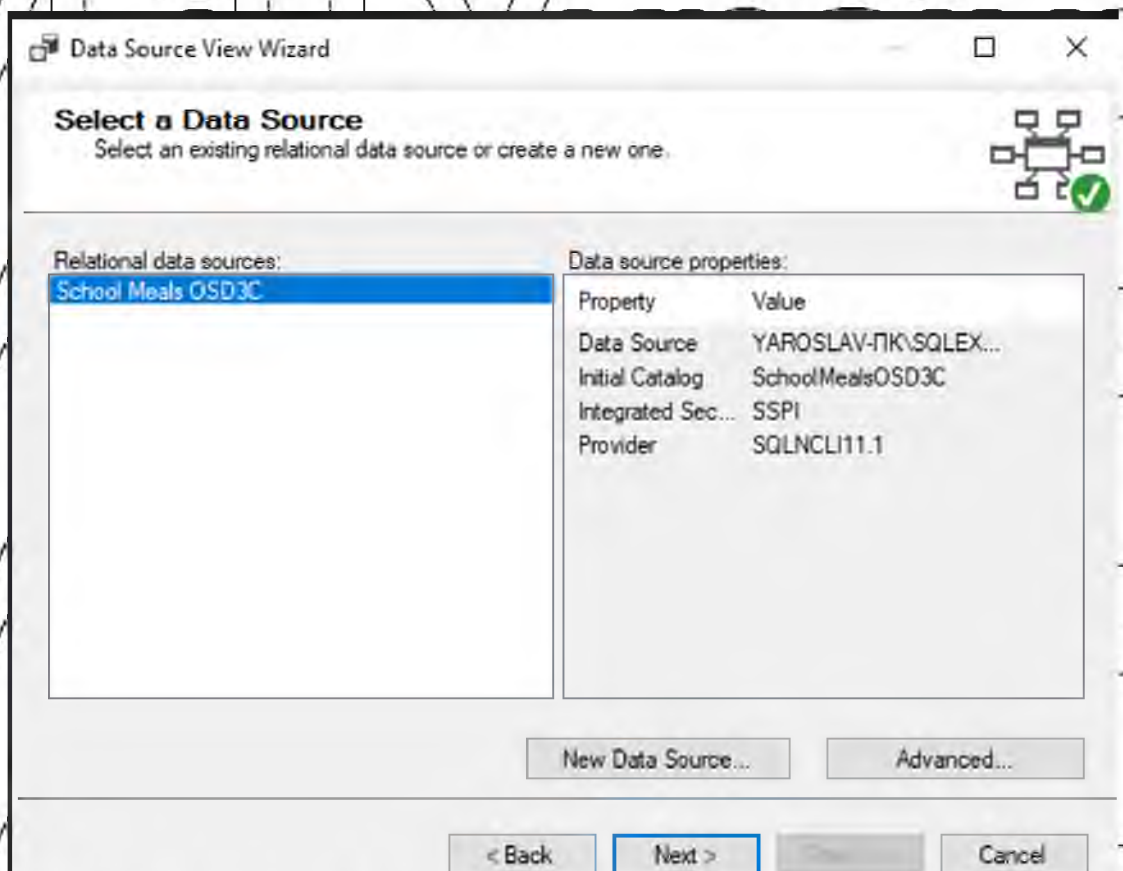 Data Source View Wizard
Select a Data Source
Select an existing relational data source or create a new one.
Relational data sources:
School Meals OSD3C
Data source properties:
Property Value
Data Source YAROSLAV-ПК\SQLEX...
Initial Catalog SchoolMealsOSD3C
Integrated Sec... SSPI
Provider SQLNCLI11.1
New Data Source...
Advanced...
< Back
Next >
Cancel